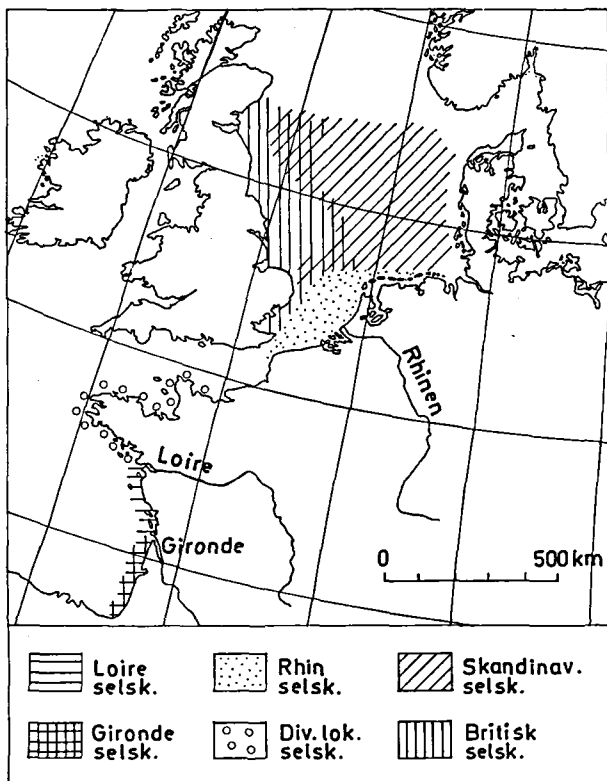 Rhinen
Loire
Gironde
0 500 km
Loire selsk.
Rhin selsk.
Skandinav. selsk.
Gironde selsk.
Div. lok. selsk.
Britisk selsk.